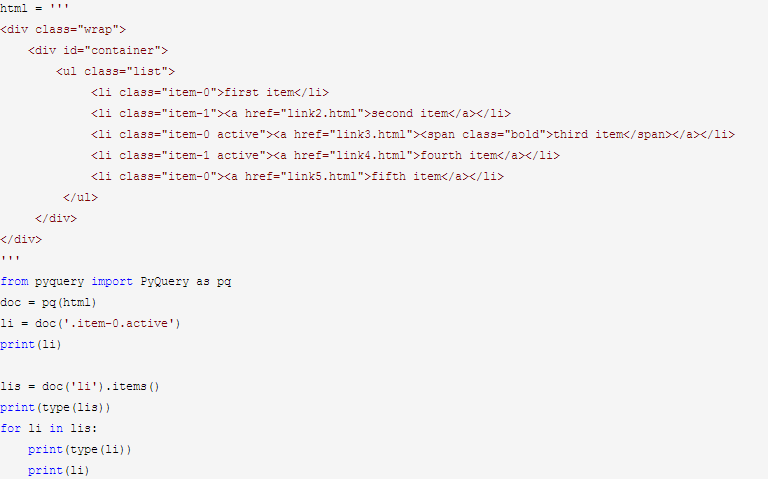 html = '''
<div class="wrap">
    <div id="container">
        <ul class="list">
             <li class="item-0">first item</li>
             <li class="item-1"><a href="link2.html">second item</a></li>
             <li class="item-0 active"><a href="link3.html"><span class="bold">third item</span></a></li>
             <li class="item-1 active"><a href="link4.html">fourth item</a></li>
             <li class="item-0"><a href="link5.html">fifth item</a></li>
         </ul>
     </div>
</div>
'''
from pyquery import PyQuery as pq
doc = pq(html)
li = doc('.item-0.active')
print(li)

lis = doc('li').items()
print(type(lis))
for li in lis:
    print(type(li))
    print(li)